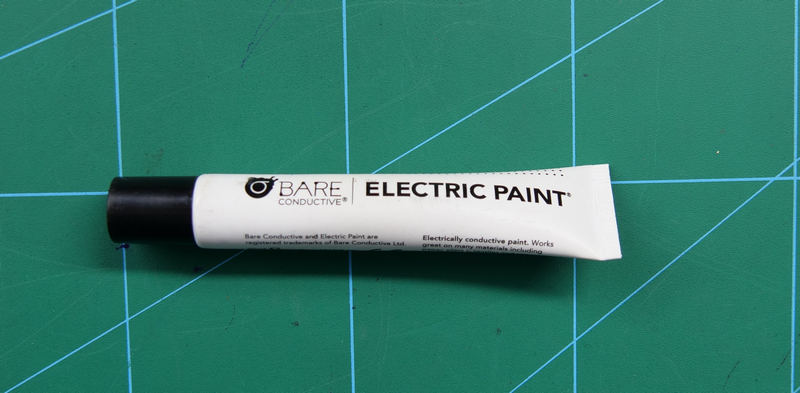 BARE
CONDUCTIVE®
ELECTRIC PAINT®
Bare Conductive and Electric Paint are
registered trademarks of Bare Conductive Ltd
Electrically conductive paint. Works
great on many materials including